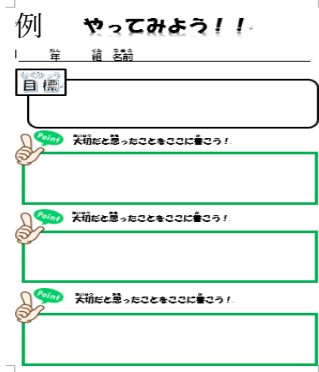 例 やってみよう！！
年 組 名前
目標
Point 大切だと思ったことをここに書こう！
Point 大切だと思ったことをここに書こう！
Point 大切だと思ったことをここに書こう！